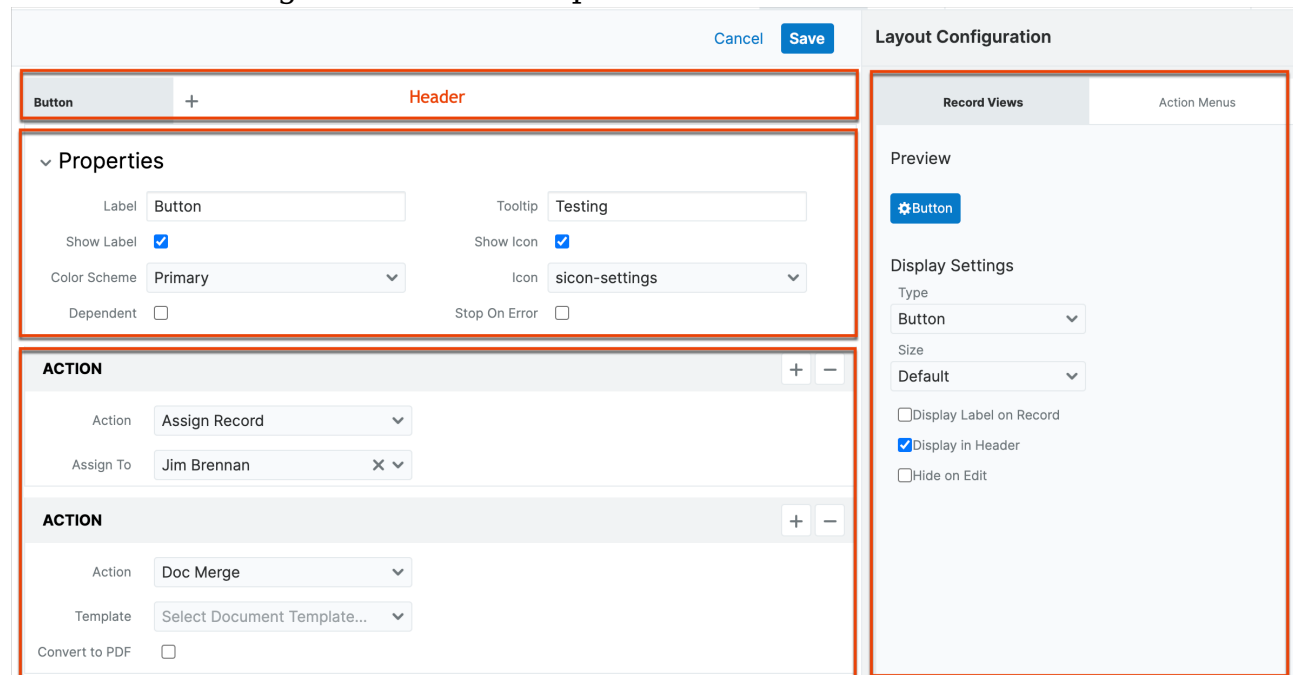 Cancel Save
Layout Configuration
Button + Header
Record Views Action Menus
Properties
Label Button Tooltip Testing
Show Label Show Icon
Color Scheme Primary Icon sicon-settings
Dependent Stop On Error
Preview
Button
Display Settings
Type
Button
Size
Default
Display Label on Record
Display in Header
Hide on Edit
ACTION + −
Action Assign Record
Assign To Jim Brennan
ACTION + −
Action Doc Merge
Template Select Document Template...
Convert to PDF